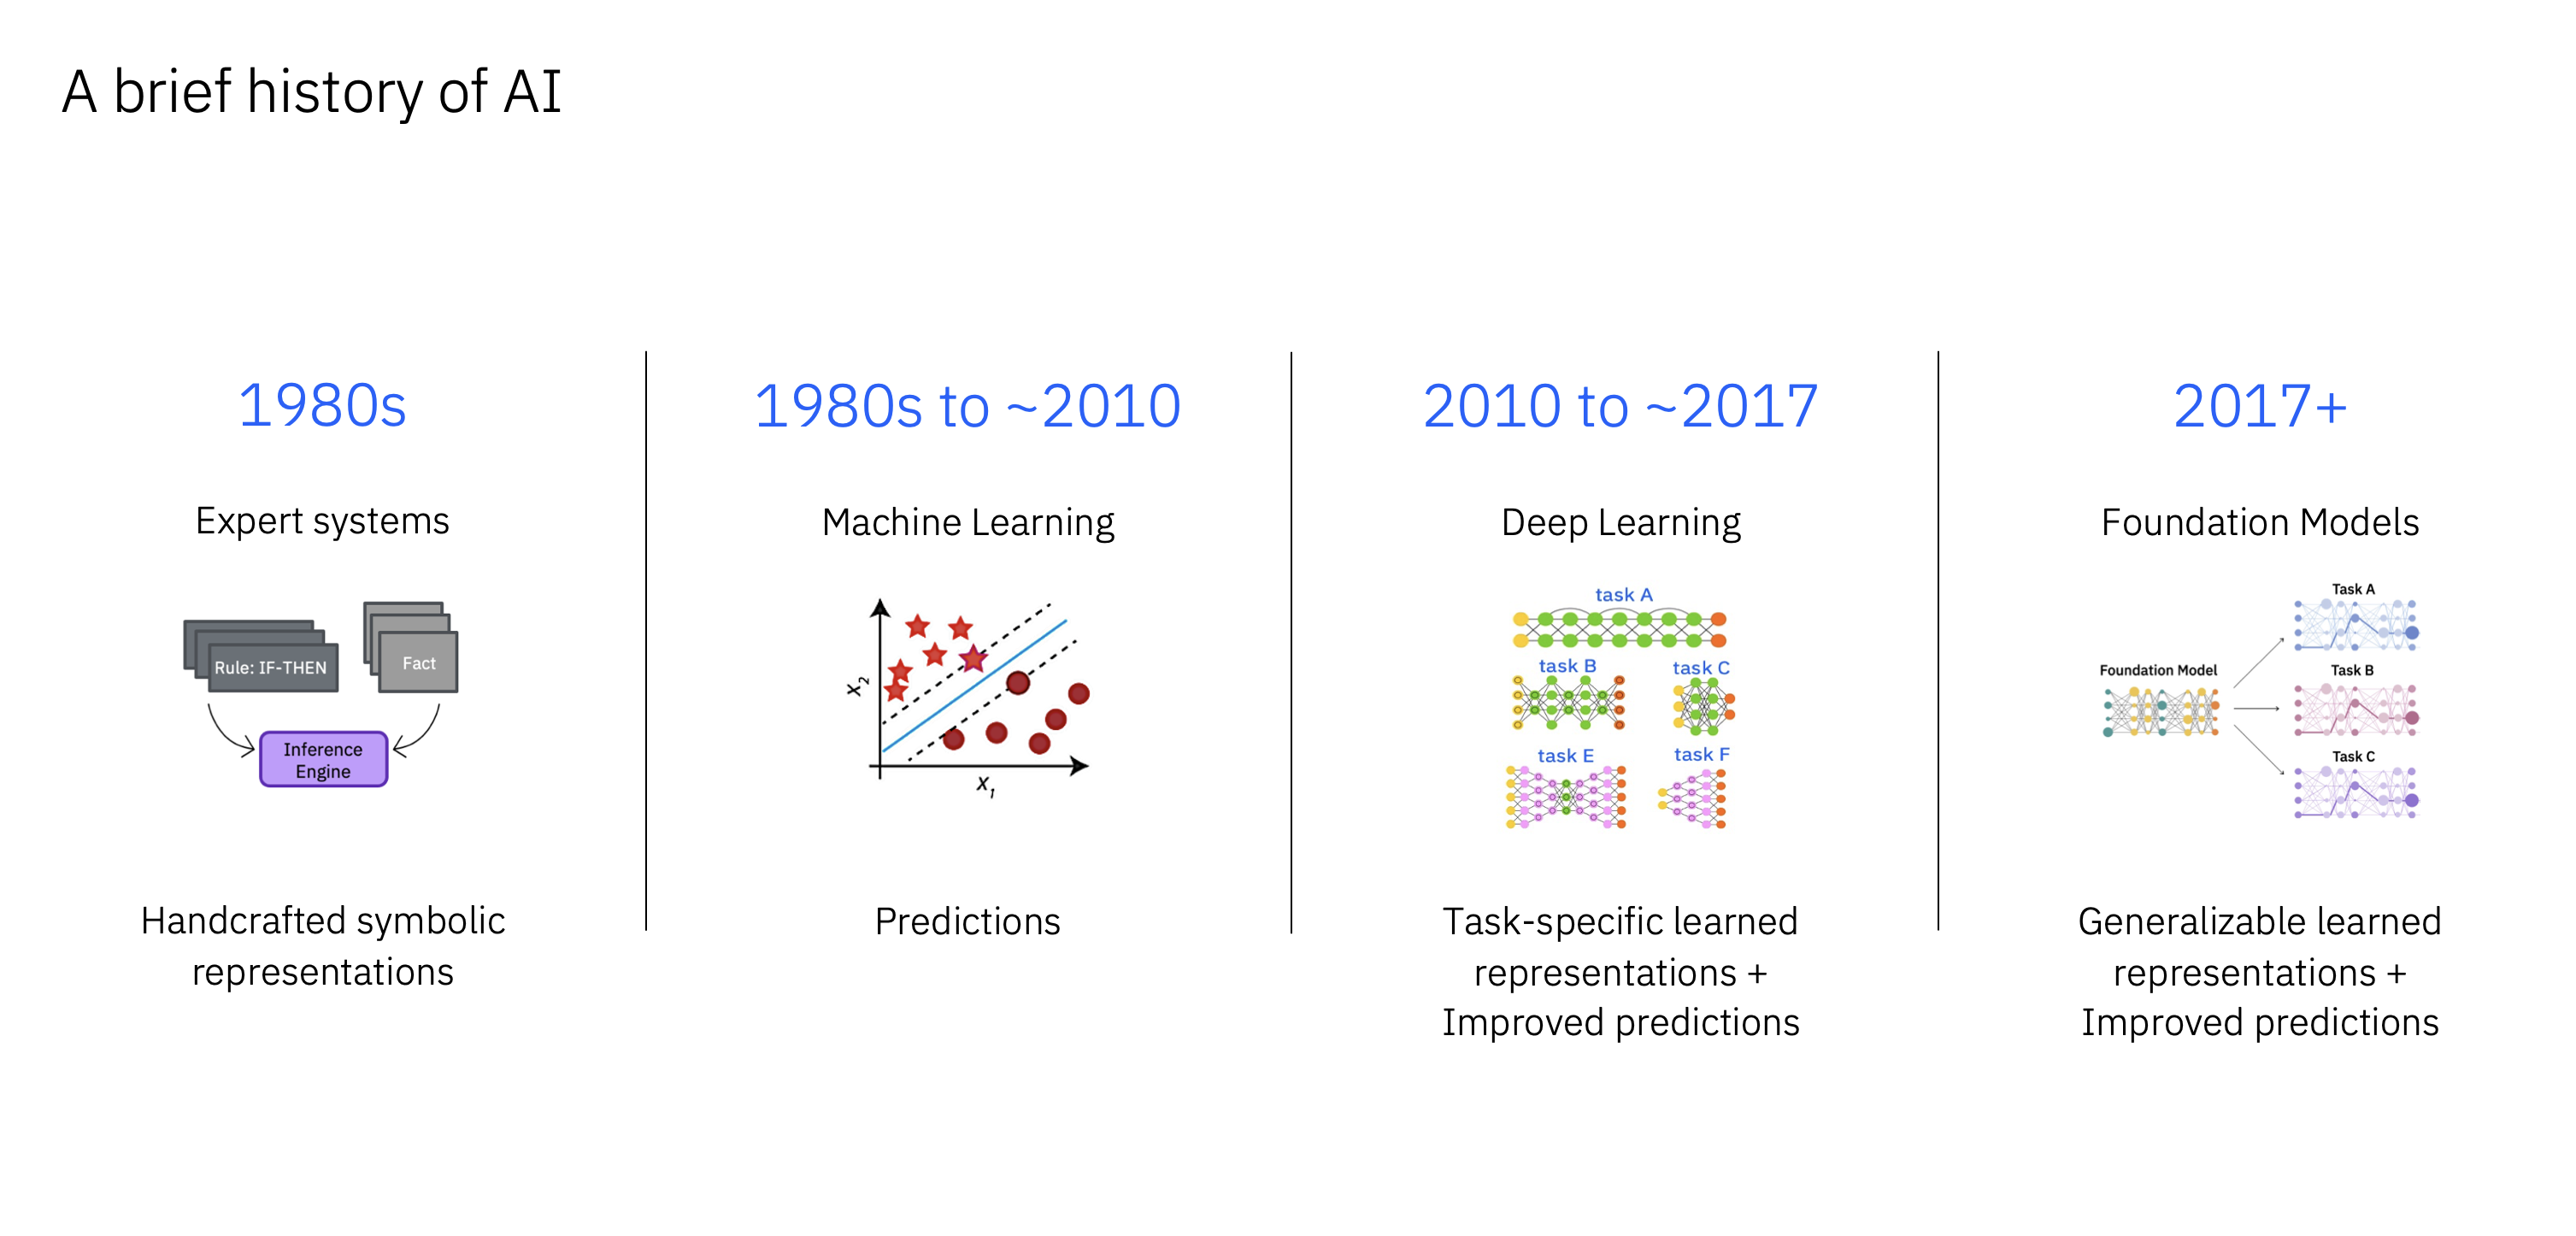 A brief history of AI
1980s
Expert systems
Rule: IF-THEN
Fact
Inference
Engine
Handcrafted symbolic
representations
1980s to ~2010
Machine Learning
x2
x1
Predictions
2010 to ~2017
Deep Learning
task A
task B
task C
task E
task F
Task-specific learned
representations +
Improved predictions
2017+
Foundation Models
Foundation Model
Task A
Task B
Task C
Generalizable learned
representations +
Improved predictions